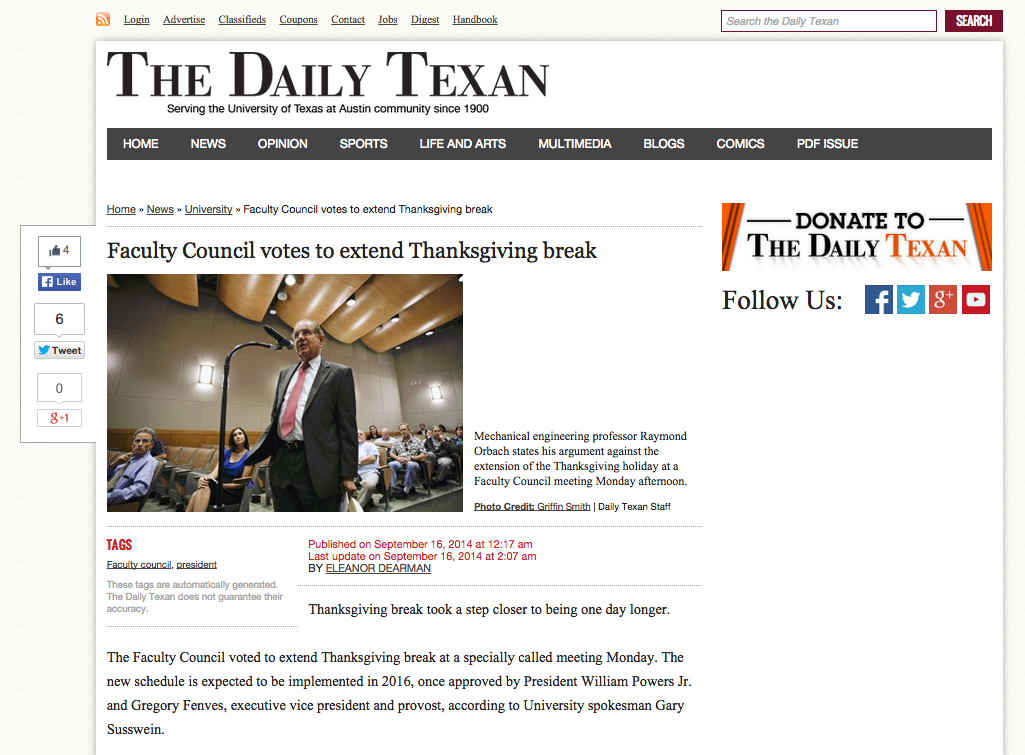 Login Advertise Classifieds Coupons Contact Jobs Digest Handbook
Search the Daily Texan SEARCH
THE DAILY TEXAN
Serving the University of Texas at Austin community since 1900
HOME NEWS OPINION SPORTS LIFE AND ARTS MULTIMEDIA BLOGS COMICS PDF ISSUE
Home » News » University » Faculty Council votes to extend Thanksgiving break
4
Like
6
Tweet
0
g+1
Faculty Council votes to extend Thanksgiving break
Mechanical engineering professor Raymond
Orbach states his argument against the
extension of the Thanksgiving holiday at a
Faculty Council meeting Monday afternoon.
Photo Credit: Griffin Smith | Daily Texan Staff
DONATE TO
THE DAILY TEXAN
Follow Us: f g+
TAGS
Faculty council, president
These tags are automatically generated.
The Daily Texan does not guarantee their
accuracy.
Published on September 16, 2014 at 12:17 am
Last update on September 16, 2014 at 2:07 am
BY ELEANOR DEARMAN
Thanksgiving break took a step closer to being one day longer.
The Faculty Council voted to extend Thanksgiving break at a specially called meeting Monday. The
new schedule is expected to be implemented in 2016, once approved by President William Powers Jr.
and Gregory Fenves, executive vice president and provost, according to University spokesman Gary
Susswein.